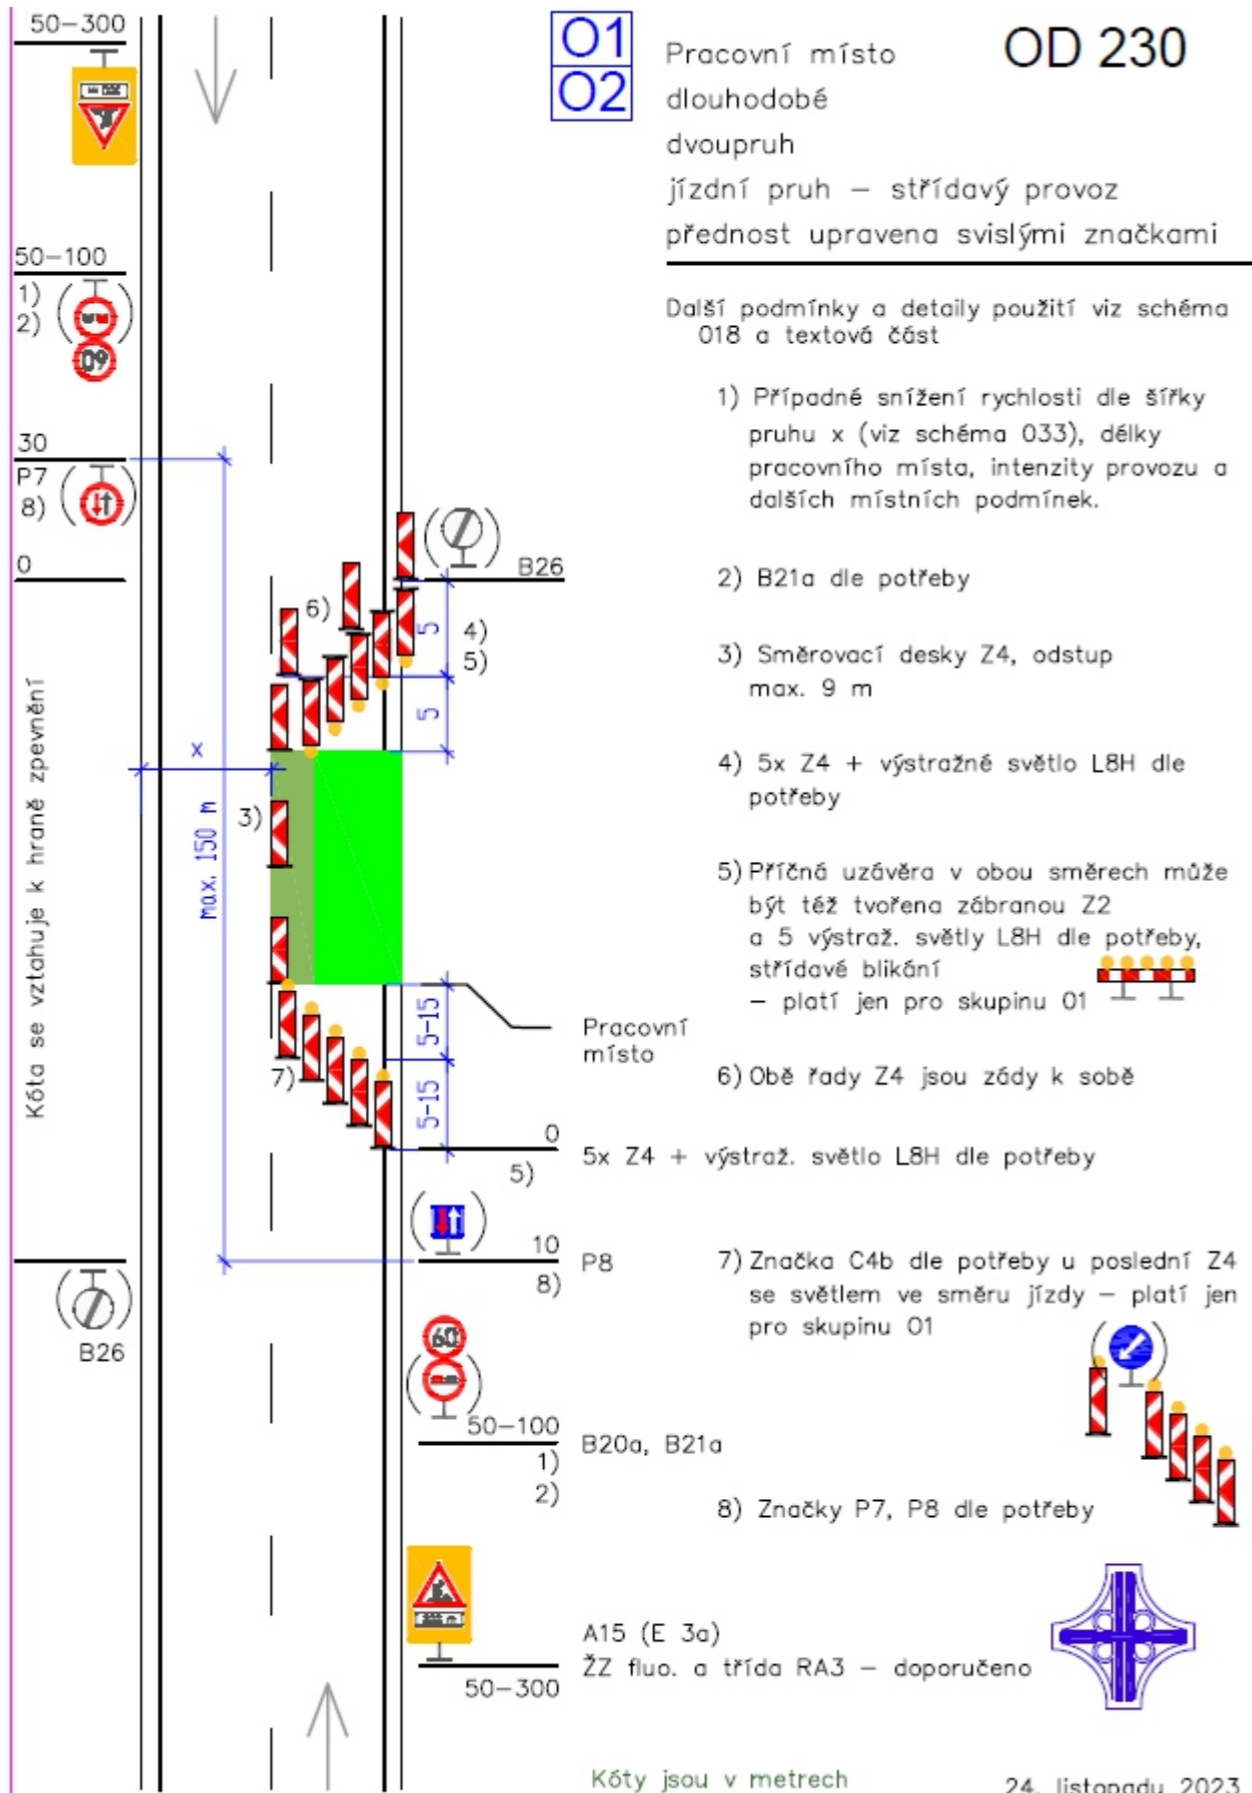 O1
O2
OD 230
Pracovní místo
dlouhodobé
dvoupruh
jízdní pruh – střídavý provoz
přednost upravena svislými značkami
Další podmínky a detaily použití viz schéma
018 a textová část
1) Případné snížení rychlosti dle šířky
pruhu x (viz schéma 033), délky
pracovního místa, intenzity provozu a
dalších místních podmínek.
2) B21a dle potřeby
3) Směrovací desky Z4, odstup
max. 9 m
4) 5x Z4 + výstražné světlo L8H dle
potřeby
5) Příčná uzávěra v obou směrech může
být též tvořena zábranou Z2
a 5 výstraž. světly L8H dle potřeby,
střídavé blikání
– platí jen pro skupinu O1
6) Obě řady Z4 jsou zády k sobě
5x Z4 + výstraž. světlo L8H dle potřeby
7) Značka C4b dle potřeby u poslední Z4
se světlem ve směru jízdy – platí jen
pro skupinu O1
8) Značky P7, P8 dle potřeby
50-300
50-100
1)
2)
60
30
P7
8)
0
Kóta se vztahuje k hraně zpevnění
x
max. 150 m
B26
6)
5
4)
5)
5
3)
5-15
Pracovní
místo
7)
5-15
0
5)
10
8)
P8
B26
60
50-100
1)
2)
B20a, B21a
50-300
A15 (E 3a)
ŽZ fluo. a třída RA3 – doporučeno
Kóty jsou v metrech
24. listopadu 2023